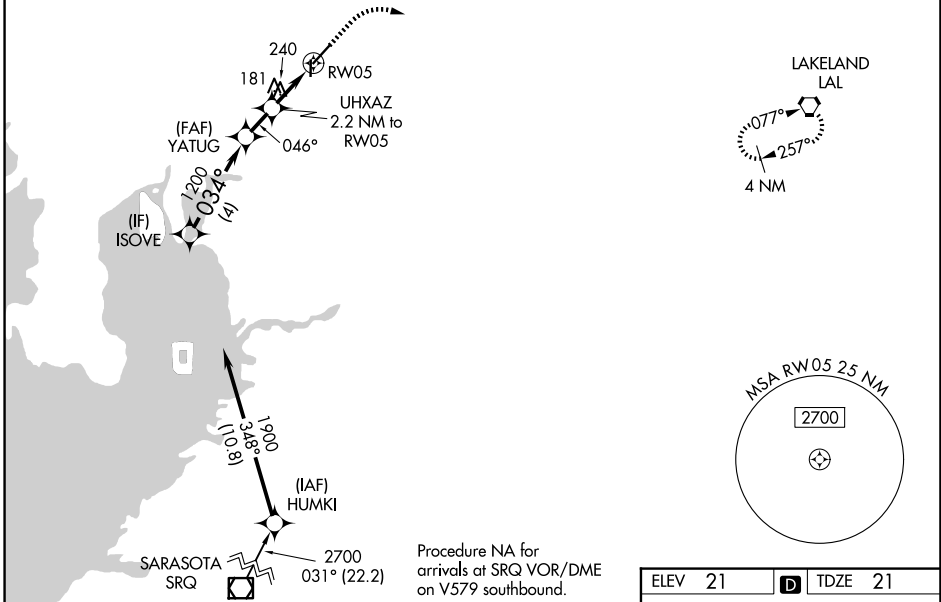 240
181
RW05
UHXAZ
2.2 NM to
RW05
(FAF)
YATUG
046°
1200
034°
(4)
(IF)
ISOVE
LAKELAND
LAL
077°
257°
4 NM
1900
348°
(10.8)
(IAF)
HUMKI
MSA RW05 25 NM
2700
SARASOTA
SRQ
2700
031° (22.2)
Procedure NA for
arrivals at SRQ VOR/DME
on V579 southbound.
ELEV 21 D TDZE 21